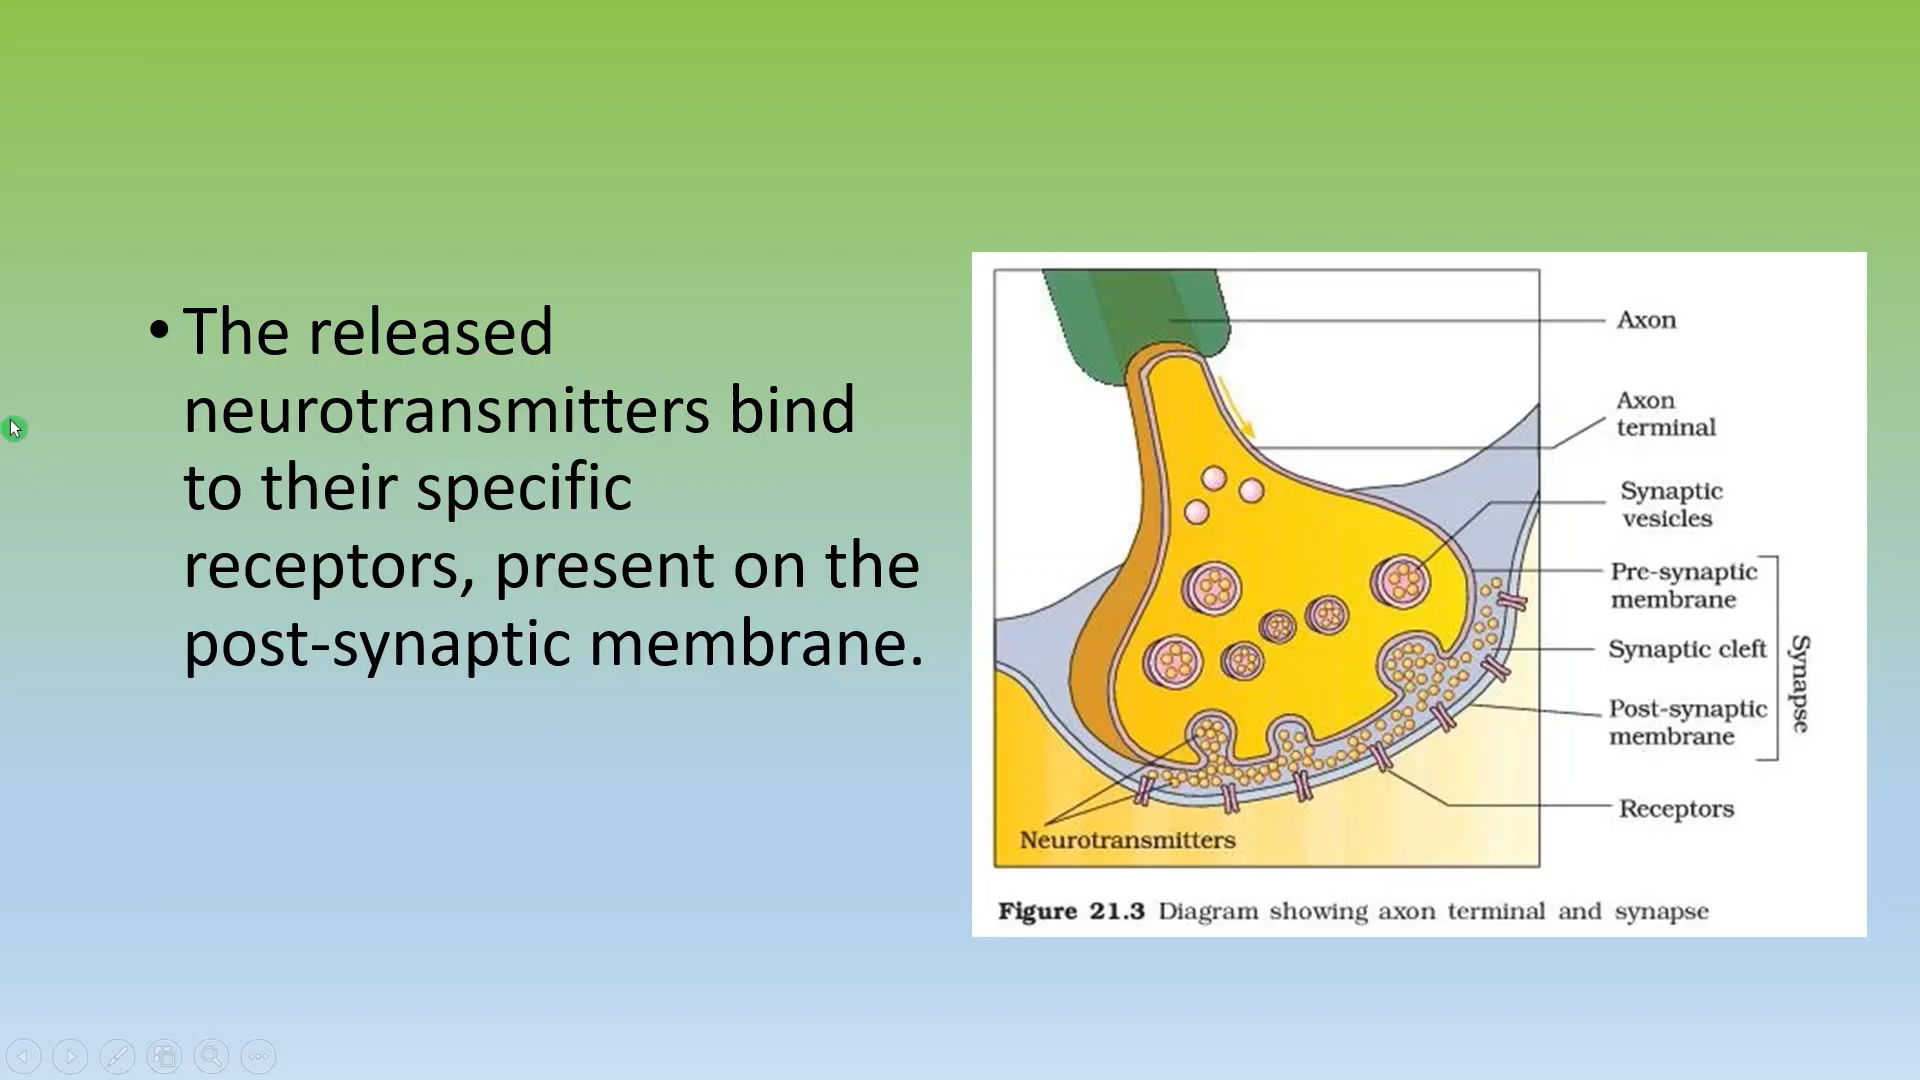 • The released
neurotransmitters bind
to their specific
receptors, present on the
post-synaptic membrane.
Axon
Axon
terminal
Synaptic
vesicles
Pre-synaptic
membrane
Synaptic cleft
Post-synaptic
membrane
Synapse
Receptors
Neurotransmitters
Figure 21.3 Diagram showing axon terminal and synapse